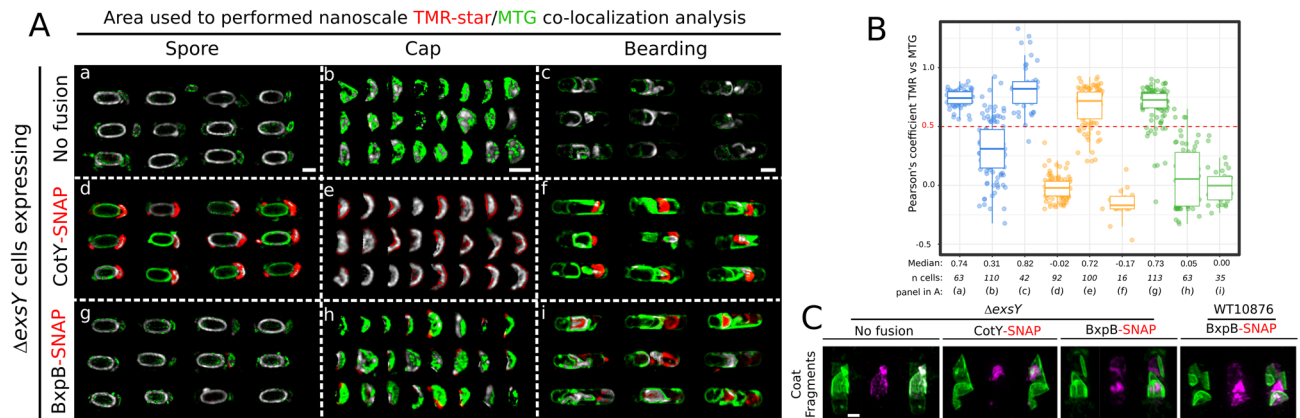 A
Area used to performed nanoscale TMR-star/MTG co-localization analysis
Spore
Cap
Bearding
ΔexsY cells expressing
No fusion
CotY-SNAP
BxpB-SNAP
a
b
c
d
e
f
g
h
i
B
Pearson's coefficient TMR vs MTG
1.0
0.5
0.0
-0.5
Median: 0.74 0.31 0.82 -0.02 0.72 -0.17 0.73 0.05 0.00
n cells: 63 110 42 92 100 16 113 63 35
panel in A: (a) (b) (c) (d) (e) (f) (g) (h) (i)
C
ΔexsY
WT10876
No fusion
CotY-SNAP
BxpB-SNAP
BxpB-SNAP
Coat
Fragments